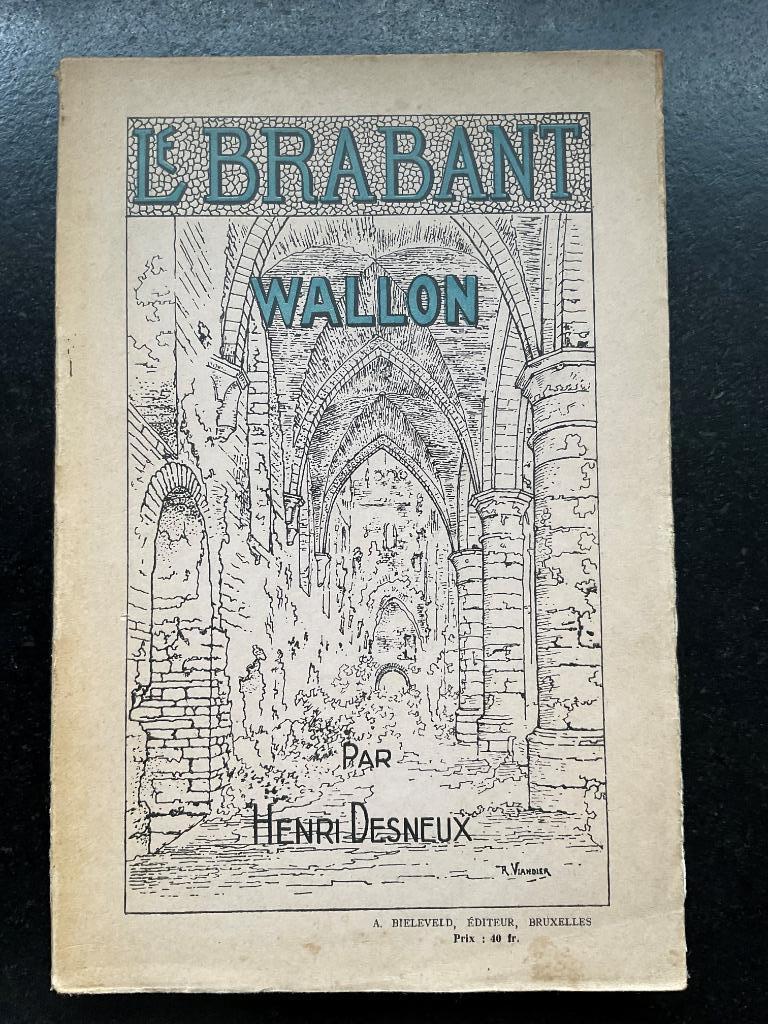 LE BRABANT
WALLON
PAR
HENRI DESNEUX
R. VIANDIER
A. BIELEVELD, ÉDITEUR, BRUXELLES
Prix : 40 fr.